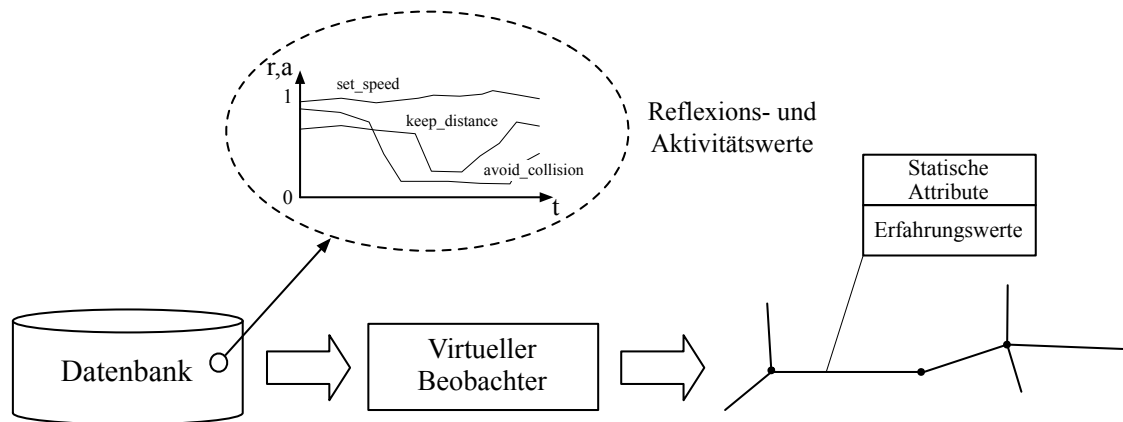 r,a
1
set_speed
keep_distance
avoid_collision
0
t
Reflexions- und
Aktivitätswerte
Statische
Attribute
Erfahrungswerte
Datenbank
Virtueller
Beobachter